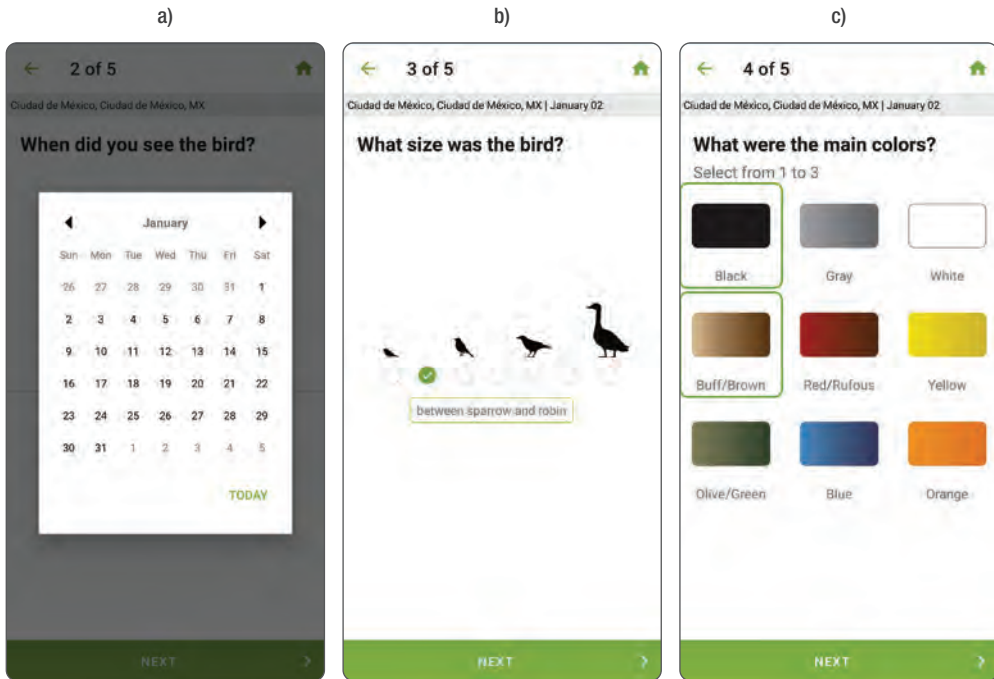 a)
b)
c)
2 of 5
Ciudad de México, Ciudad de México, MX
When did you see the bird?
January
Sun Mon Tue Wed Thu Fri Sat
26 27 28 29 30 31 1
2 3 4 5 6 7 8
9 10 11 12 13 14 15
16 17 18 19 20 21 22
23 24 25 26 27 28 29
30 31 1 2 3 4 5
TODAY
NEXT
3 of 5
Ciudad de México, Ciudad de México, MX | January 02
What size was the bird?
between sparrow and robin
NEXT
4 of 5
Ciudad de México, Ciudad de México, MX | January 02
What were the main colors?
Select from 1 to 3
Black Gray White
Buff/Brown Red/Rufous Yellow
Olive/Green Blue Orange
NEXT